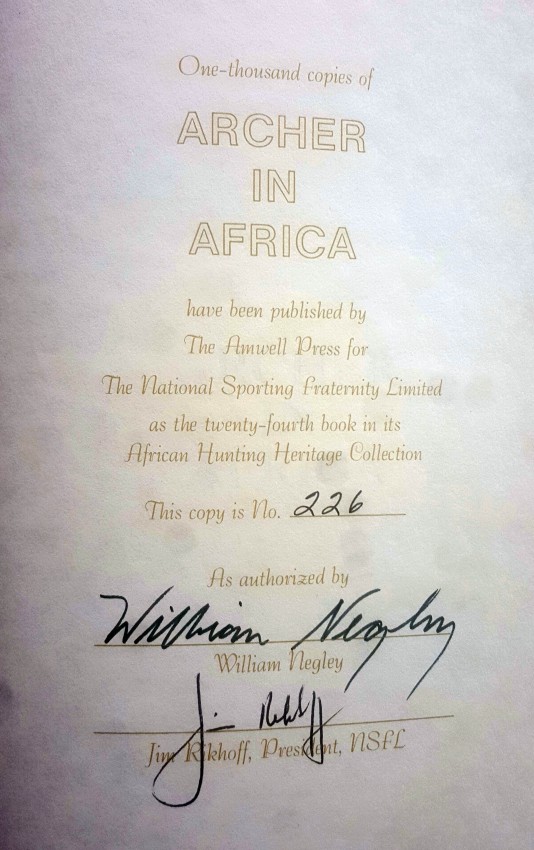 One-thousand copies of
ARCHER
IN
AFRICA
have been published by
The Amwell Press for
The National Sporting Fraternity Limited
as the twenty-fourth book in its
African Hunting Heritage Collection
This copy is No. 226
As authorized by
William Negley
William Negley
Jim Rikhoff
Jim Rikhoff, President, NSFL